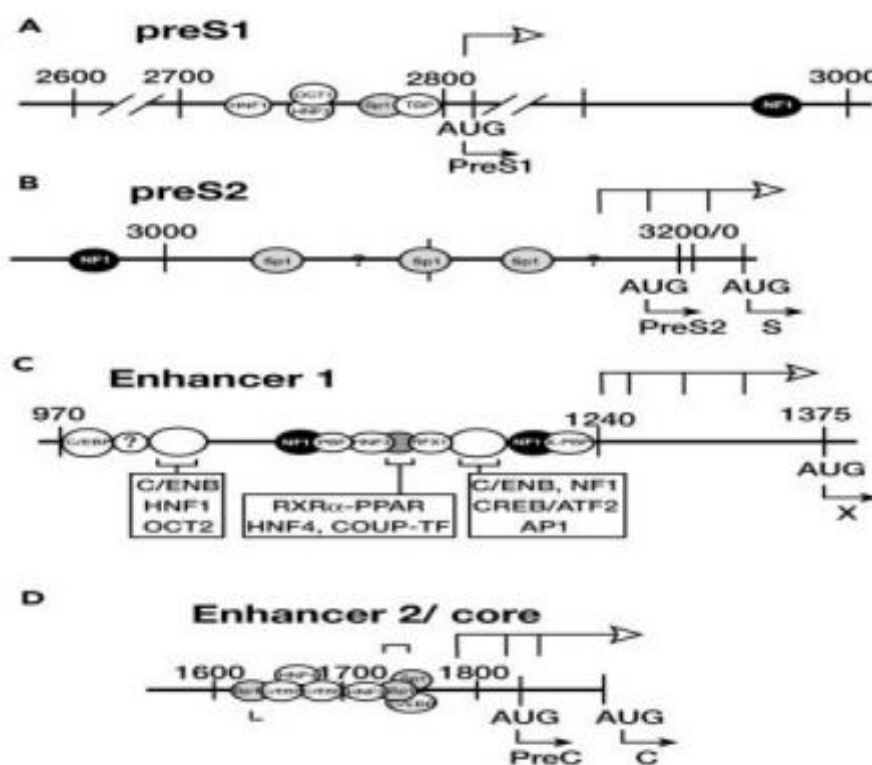 A
preS1
2600 2700 2800 3000
HNF1 OCT1 HNF3 Sp1 TBP NF1
AUG
PreS1
B
preS2
3000 3200/0
NF1 Sp1 ? Sp1 Sp1 ?
AUG AUG
PreS2 S
C
Enhancer 1
970 1240 1375
C/EBP ? NF1 HNF3 RFX1 NF1
AUG
X
C/ENB
HNF1
OCT2
RXRα-PPAR
HNF4, COUP-TF
C/ENB, NF1
CREB/ATF2
AP1
D
Enhancer 2/ core
1600 1700 1800
Sp1
L
AUG AUG
PreC C